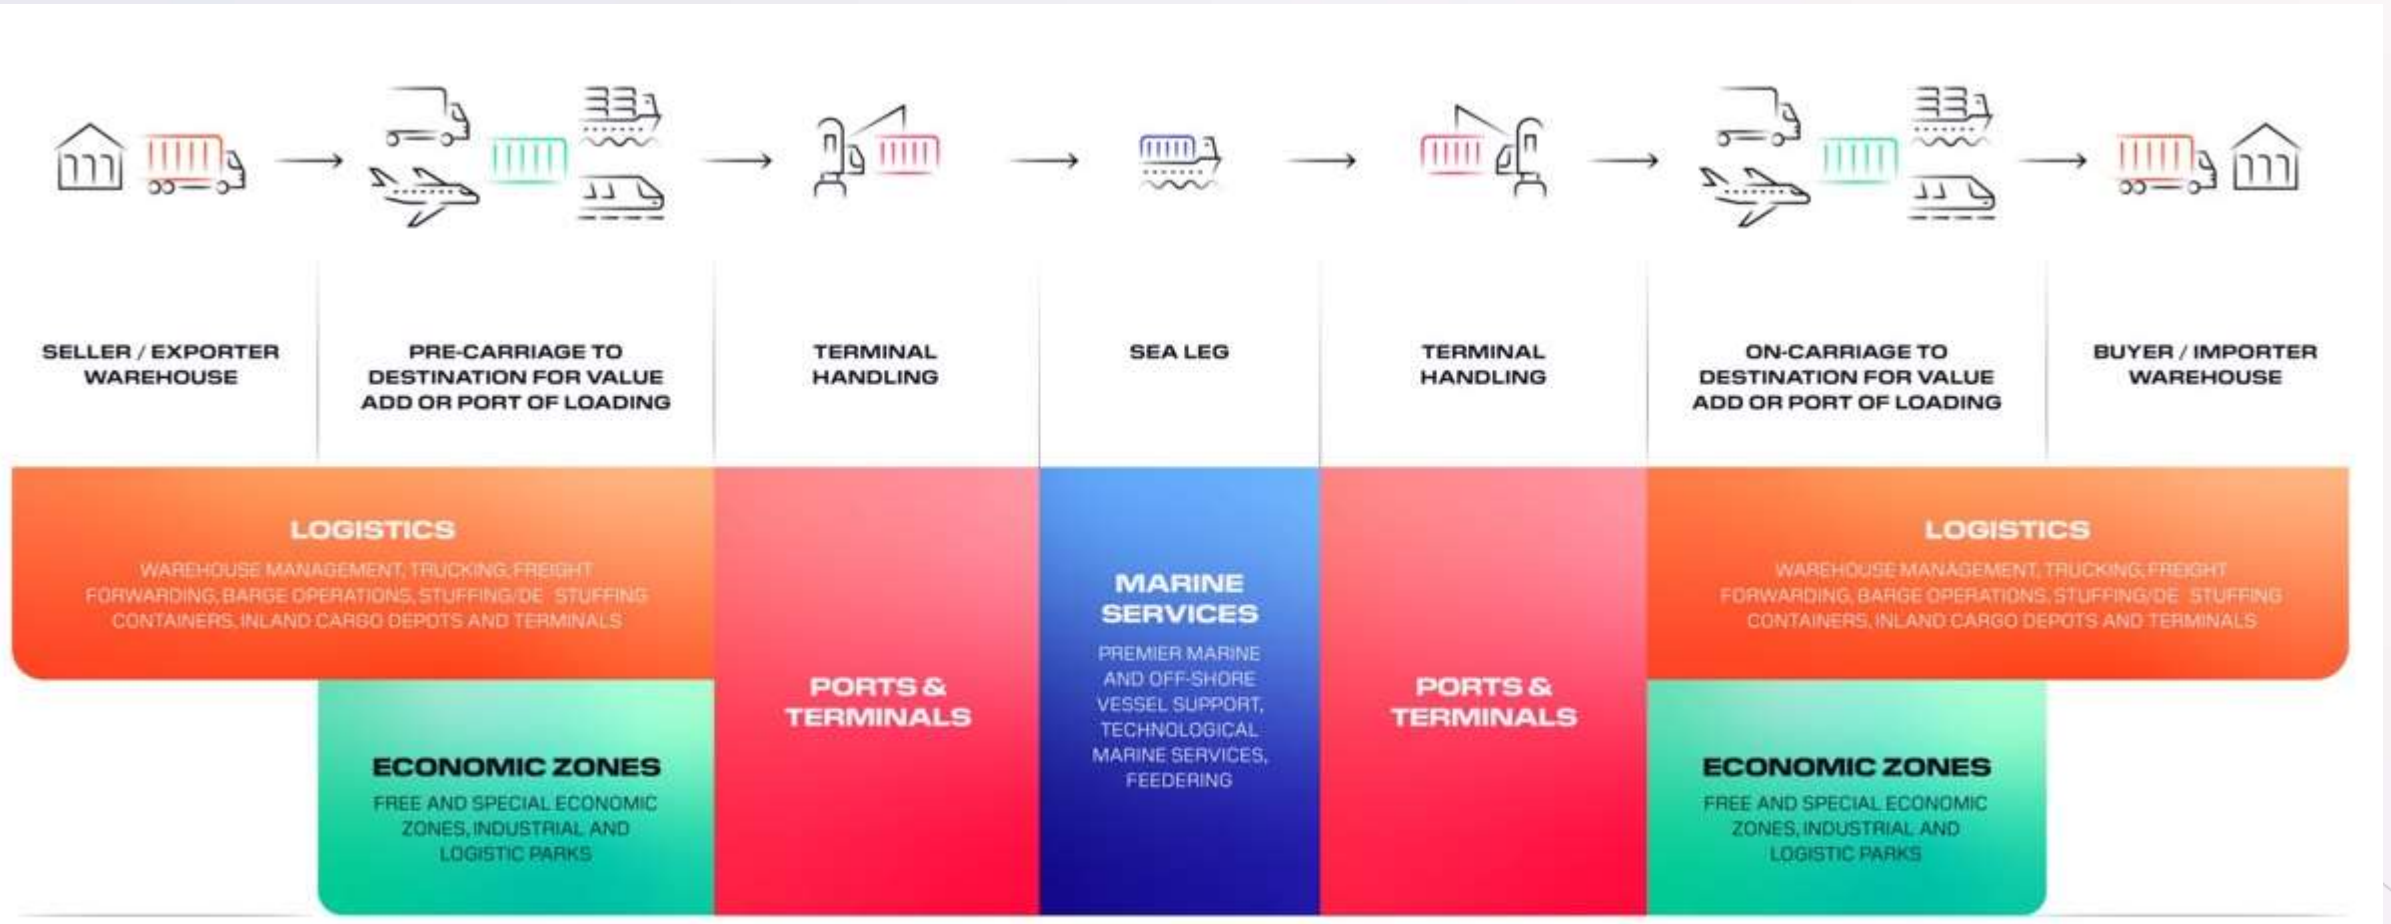 SELLER / EXPORTER
WAREHOUSE
PRE-CARRIAGE TO
DESTINATION FOR VALUE
ADD OR PORT OF LOADING
TERMINAL
HANDLING
SEA LEG
TERMINAL
HANDLING
ON-CARRIAGE TO
DESTINATION FOR VALUE
ADD OR PORT OF LOADING
BUYER / IMPORTER
WAREHOUSE
LOGISTICS
WAREHOUSE MANAGEMENT, TRUCKING, FREIGHT
FORWARDING, BARGE OPERATIONS, STUFFING/DE STUFFING
CONTAINERS, INLAND CARGO DEPOTS AND TERMINALS
ECONOMIC ZONES
FREE AND SPECIAL ECONOMIC
ZONES, INDUSTRIAL AND
LOGISTIC PARKS
PORTS &
TERMINALS
MARINE
SERVICES
PREMIER MARINE
AND OFF-SHORE
VESSEL SUPPORT,
TECHNOLOGICAL
MARINE SERVICES,
FEEDERING
PORTS &
TERMINALS
LOGISTICS
WAREHOUSE MANAGEMENT, TRUCKING, FREIGHT
FORWARDING, BARGE OPERATIONS, STUFFING/DE STUFFING
CONTAINERS, INLAND CARGO DEPOTS AND TERMINALS
ECONOMIC ZONES
FREE AND SPECIAL ECONOMIC
ZONES, INDUSTRIAL AND
LOGISTIC PARKS